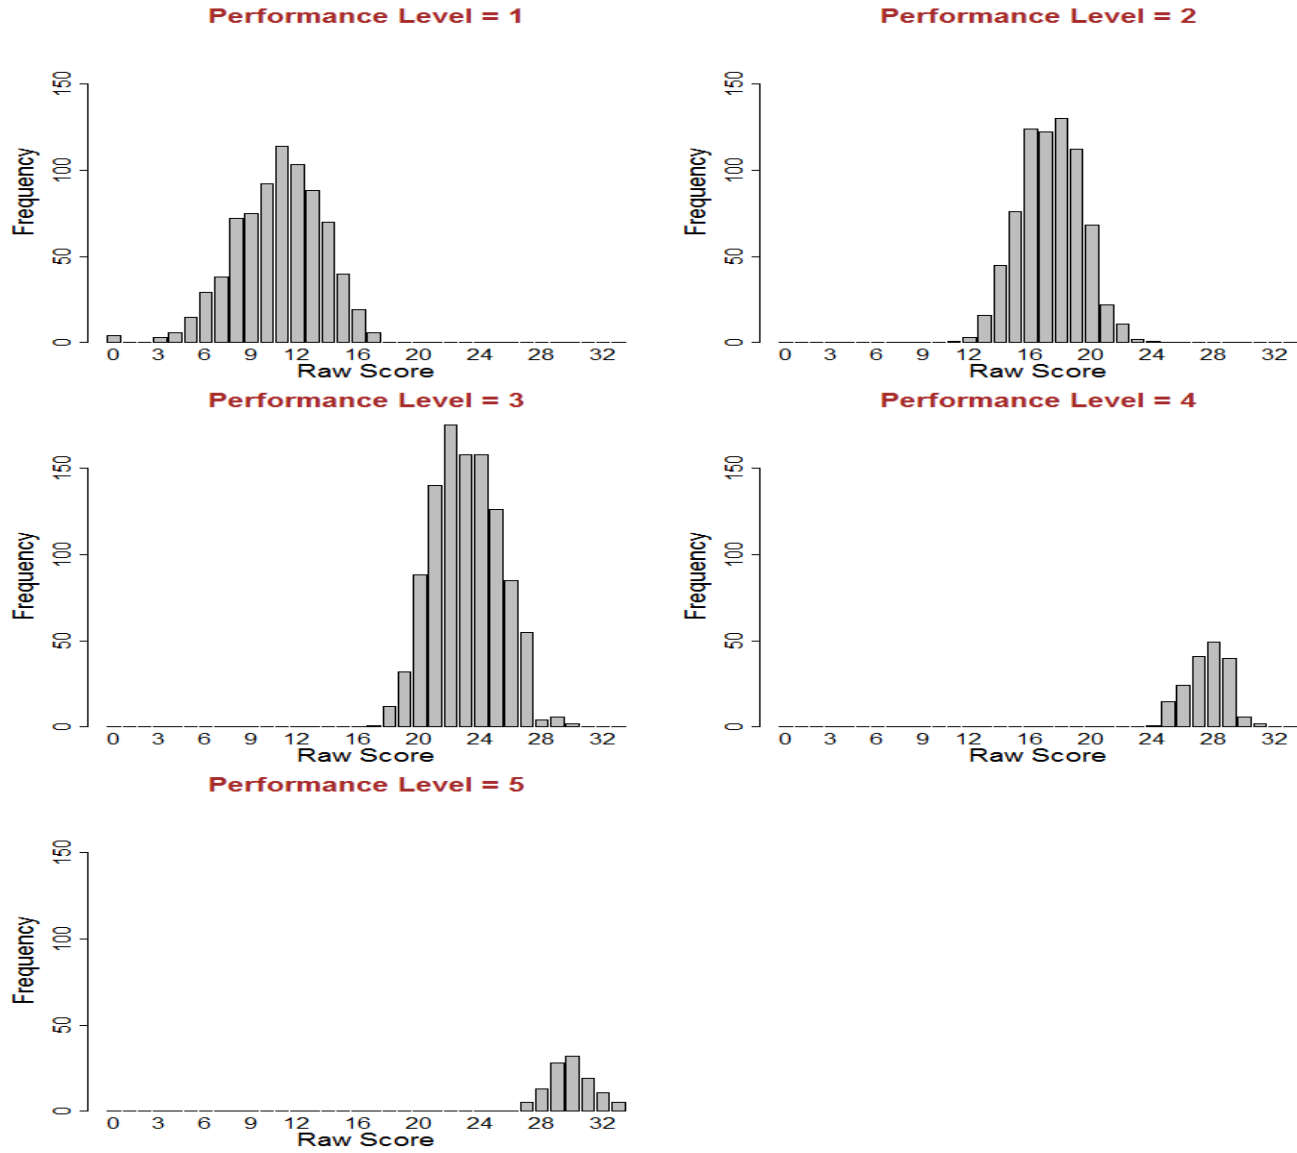 Performance Level = 1
Frequency
0 50 100 150
0 3 6 9 12 16 20 24 28 32
Raw Score
Performance Level = 2
Frequency
0 50 100 150
0 3 6 9 12 16 20 24 28 32
Raw Score
Performance Level = 3
Frequency
0 50 100 150
0 3 6 9 12 16 20 24 28 32
Raw Score
Performance Level = 4
Frequency
0 50 100 150
0 3 6 9 12 16 20 24 28 32
Raw Score
Performance Level = 5
Frequency
0 50 100 150
0 3 6 9 12 16 20 24 28 32
Raw Score